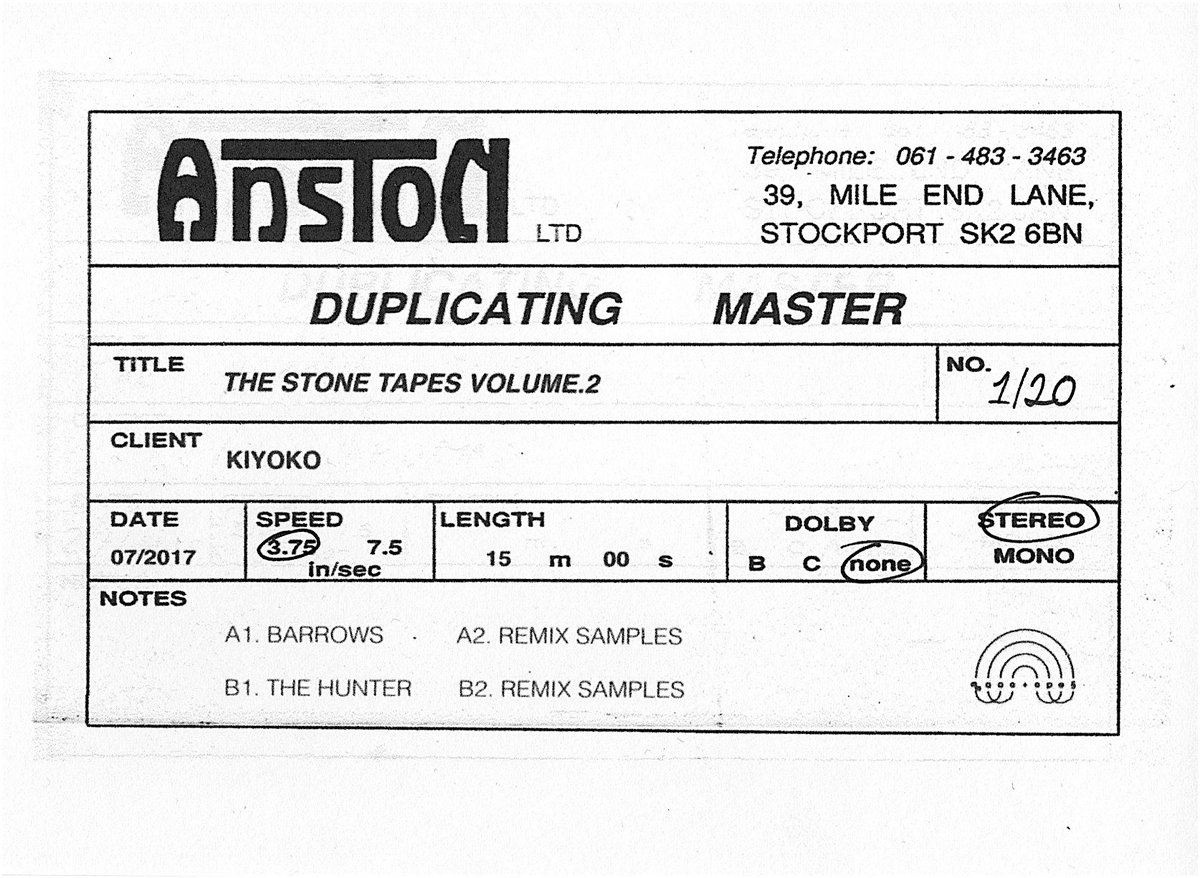 Anston LTD
Telephone: 061 - 483 - 3463
39, MILE END LANE,
STOCKPORT SK2 6BN
DUPLICATING MASTER
TITLE THE STONE TAPES VOLUME.2
NO. 1/20
CLIENT KIYOKO
DATE
07/2017
SPEED
3.75 7.5
in/sec
LENGTH
15 m 00 s
DOLBY
B C none
STEREO
MONO
NOTES
A1. BARROWS A2. REMIX SAMPLES
B1. THE HUNTER B2. REMIX SAMPLES